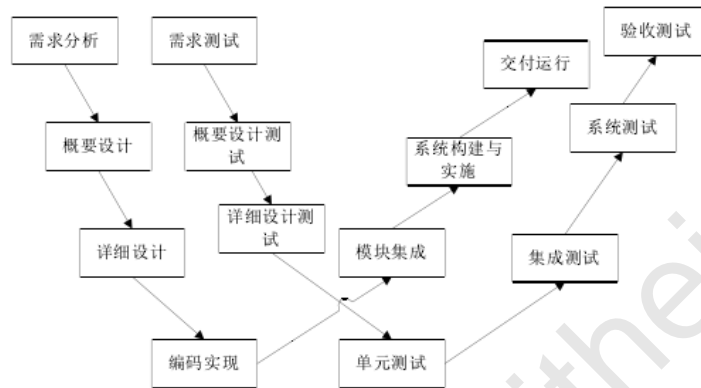 需求分析
需求测试
交付运行
验收测试
概要设计
概要设计测
试
系统构建与
实施
系统测试
详细设计
详细设计测
试
模块集成
集成测试
编码实现
单元测试